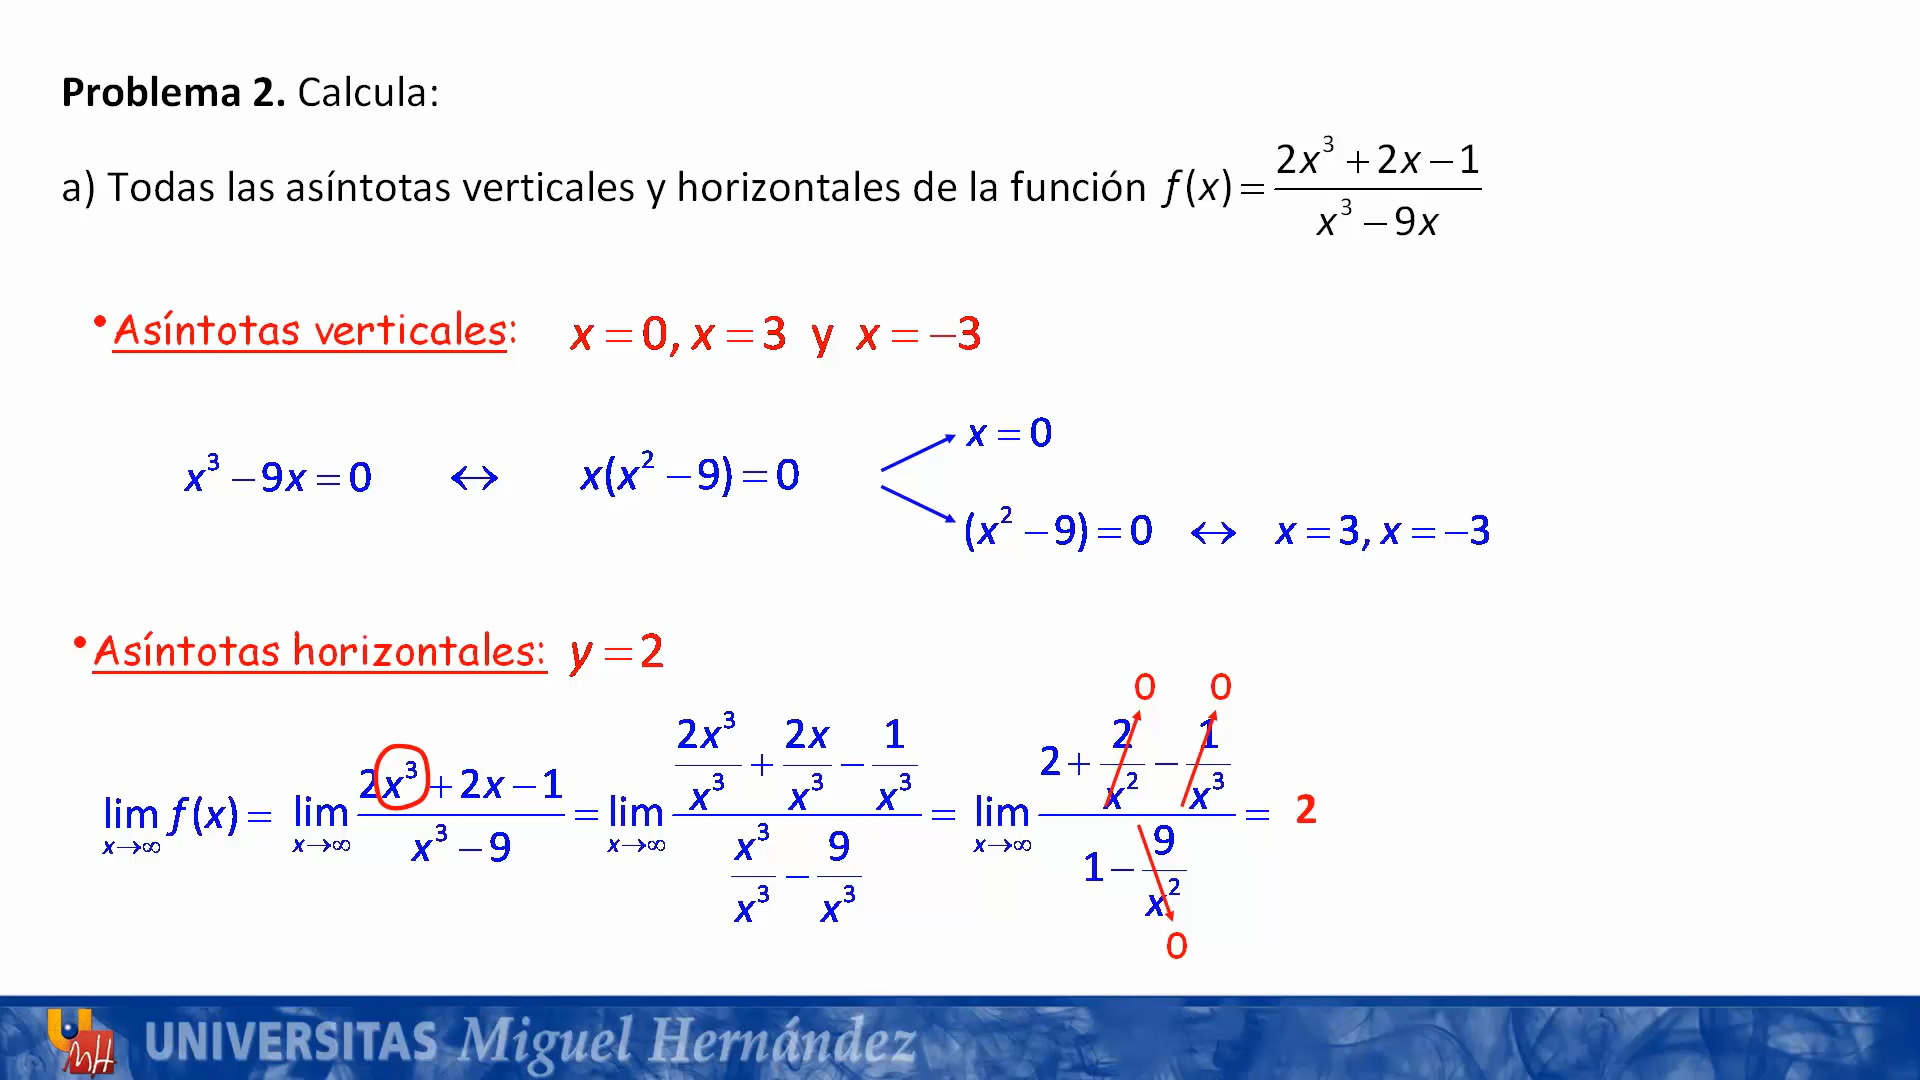 Problema 2. Calcula:
a) Todas las asíntotas verticales y horizontales de la función f(x) = (2x³ + 2x − 1)/(x³ − 9x)
• Asíntotas verticales: x = 0, x = 3 y x = −3
x = 0
x³ − 9x = 0 ↔ x(x² − 9) = 0
(x² − 9) = 0 ↔ x = 3, x = −3
• Asíntotas horizontales: y = 2
0 0
lim x→∞ f(x) = lim x→∞ (2x³ + 2x − 1)/(x³ − 9) = lim x→∞ (2x³/x³ + 2x/x³ − 1/x³)/(x³/x³ − 9/x³) = lim x→∞ (2 + 2/x² − 1/x³)/(1 − 9/x²) = 2
0
UNIVERSITAS Miguel Hernández